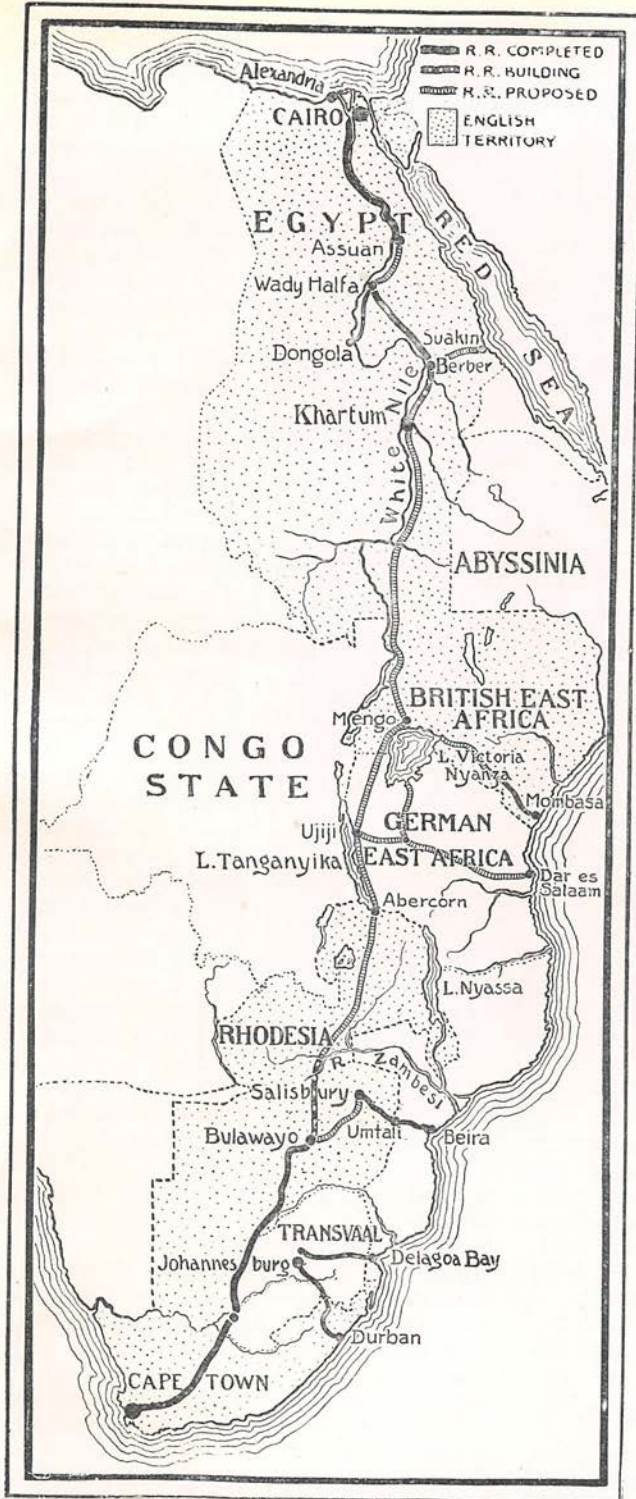 R.R. COMPLETED
R.R. BUILDING
R.R. PROPOSED
ENGLISH
TERRITORY
Alexandria
CAIRO
EGYPT
RED SEA
Assuan
Wady Halfa
Suakin
Dongola
Berber
Khartum
White Nile
ABYSSINIA
BRITISH EAST
AFRICA
Mengo
CONGO
STATE
L. Victoria
Nyanza
Mombasa
Ujiji
GERMAN
EAST AFRICA
L. Tanganyika
Dar es
Salaam
Abercorn
L. Nyassa
RHODESIA
R. Zambesi
Salisbury
Bulawayo
Umtali
Beira
TRANSVAAL
Johannesburg
Delagoa Bay
Durban
CAPE TOWN